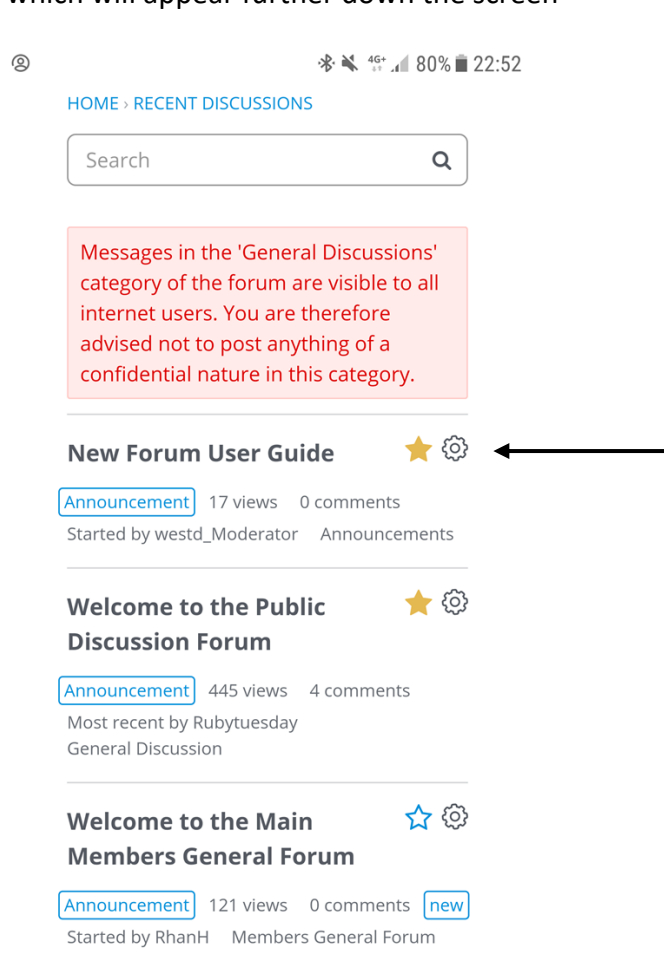 which will appear further down the screen
4G+ 80% 22:52
HOME › RECENT DISCUSSIONS
Search
Messages in the 'General Discussions'
category of the forum are visible to all
internet users. You are therefore
advised not to post anything of a
confidential nature in this category.
New Forum User Guide
Announcement 17 views 0 comments
Started by westd_Moderator Announcements
Welcome to the Public
Discussion Forum
Announcement 445 views 4 comments
Most recent by Rubytuesday
General Discussion
Welcome to the Main
Members General Forum
Announcement 121 views 0 comments new
Started by RhanH Members General Forum